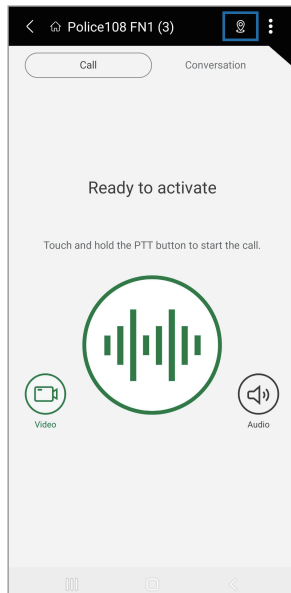 Police108 FN1 (3)
Call Conversation
Ready to activate
Touch and hold the PTT button to start the call.
Video Audio